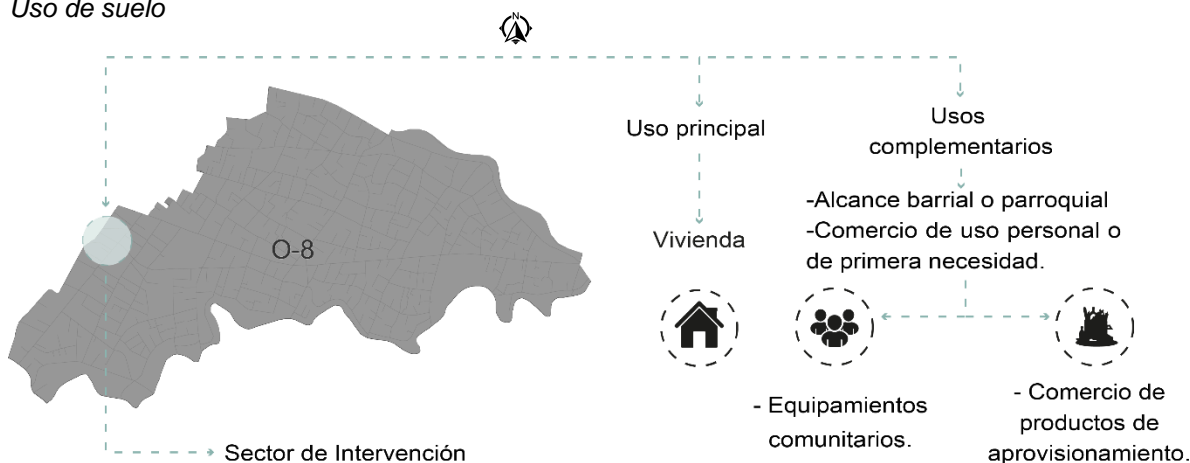 Uso de suelo
N
O-8
Sector de Intervención
Uso principal
Vivienda
Usos
complementarios
-Alcance barrial o parroquial
-Comercio de uso personal o
de primera necesidad.
- Equipamientos
comunitarios.
- Comercio de
productos de
aprovisionamiento.